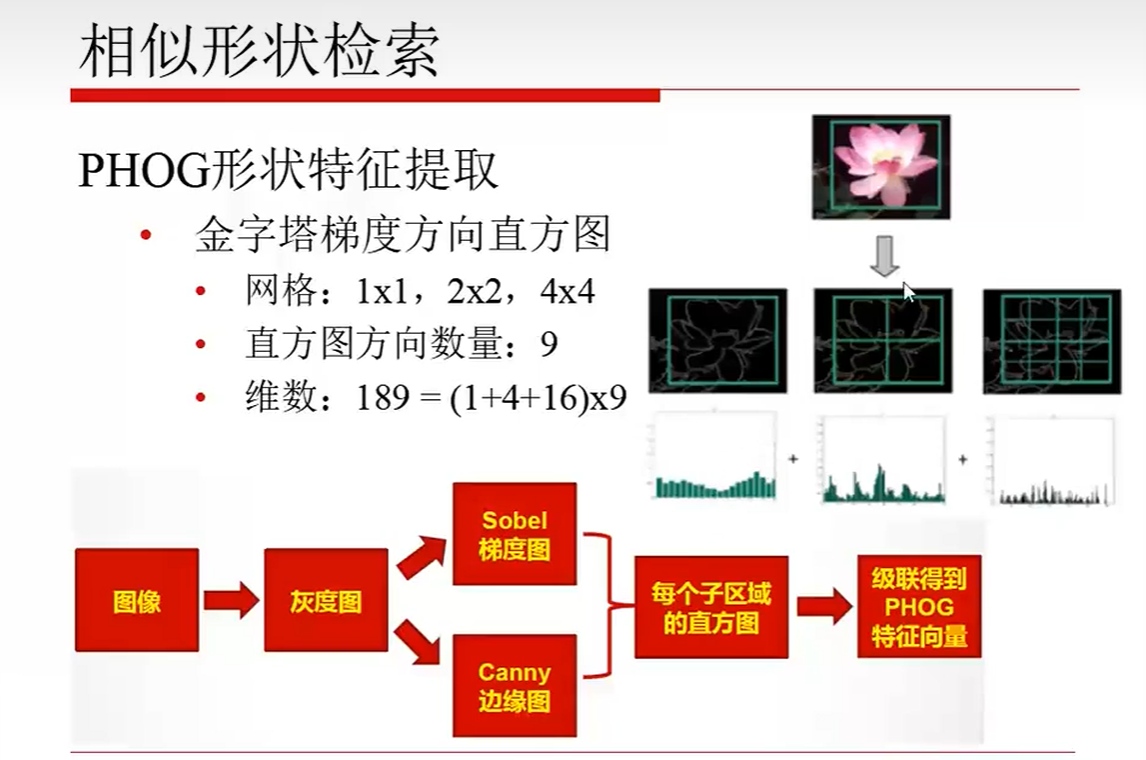 相似形状检索
PHOG形状特征提取
• 金字塔梯度方向直方图
• 网格：1x1，2x2，4x4
• 直方图方向数量：9
• 维数：189 = (1+4+16)x9
+
+
图像
灰度图
Sobel
梯度图
Canny
边缘图
每个子区域
的直方图
级联得到
PHOG
特征向量